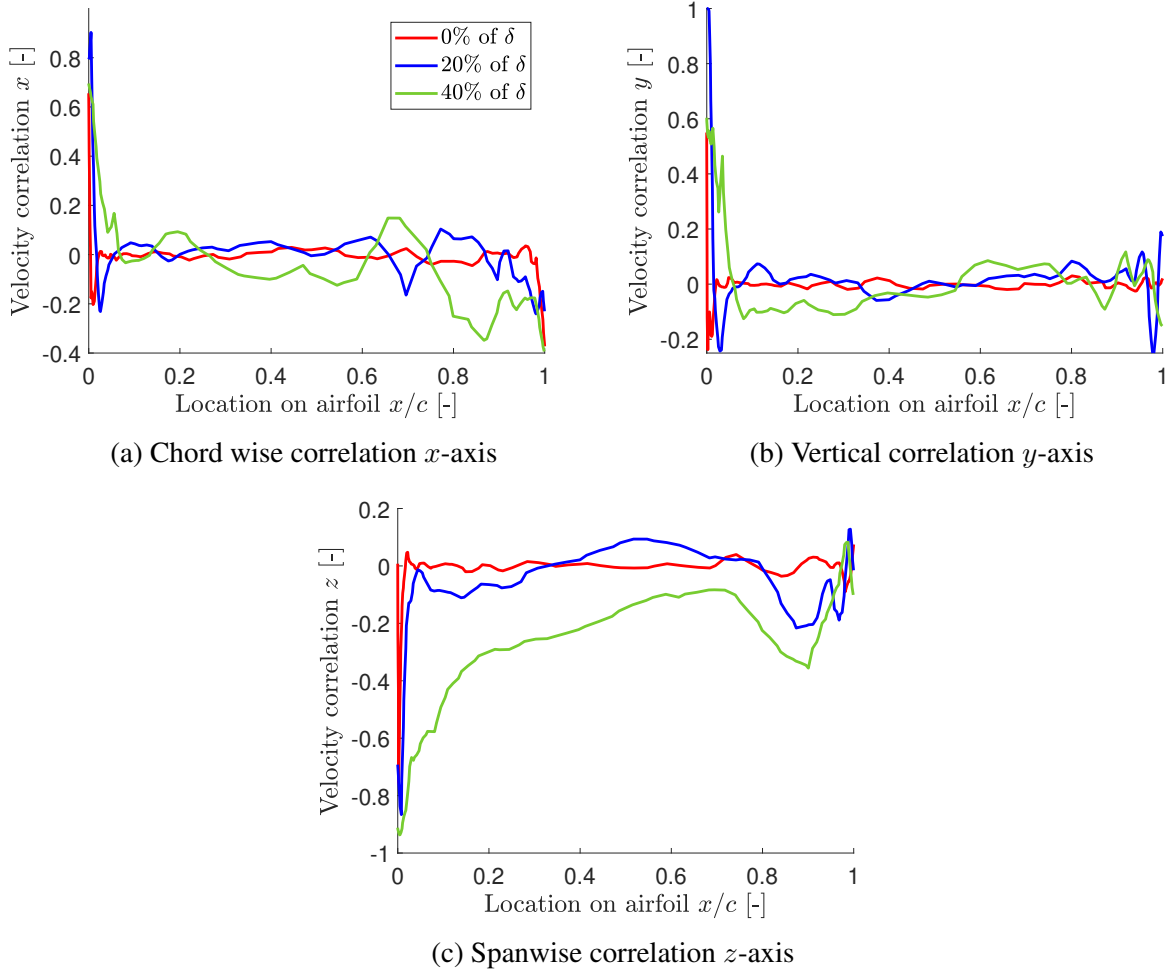 0% of δ
20% of δ
40% of δ
Velocity correlation x [-]
0.8
0.6
0.4
0.2
0
-0.2
-0.4
0 0.2 0.4 0.6 0.8 1
Location on airfoil x/c [-]
(a) Chord wise correlation x-axis
Velocity correlation y [-]
1
0.8
0.6
0.4
0.2
0
-0.2
0 0.2 0.4 0.6 0.8 1
Location on airfoil x/c [-]
(b) Vertical correlation y-axis
Velocity correlation z [-]
0.2
0
-0.2
-0.4
-0.6
-0.8
-1
0 0.2 0.4 0.6 0.8 1
Location on airfoil x/c [-]
(c) Spanwise correlation z-axis